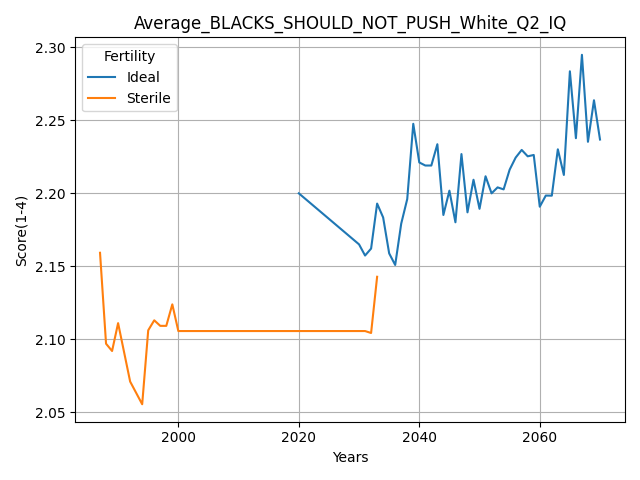 Average_BLACKS_SHOULD_NOT_PUSH_White_Q2_IQ
Fertility
Ideal
Sterile
Score(1-4)
2.30
2.25
2.20
2.15
2.10
2.05
2000
2020
2040
2060
Years